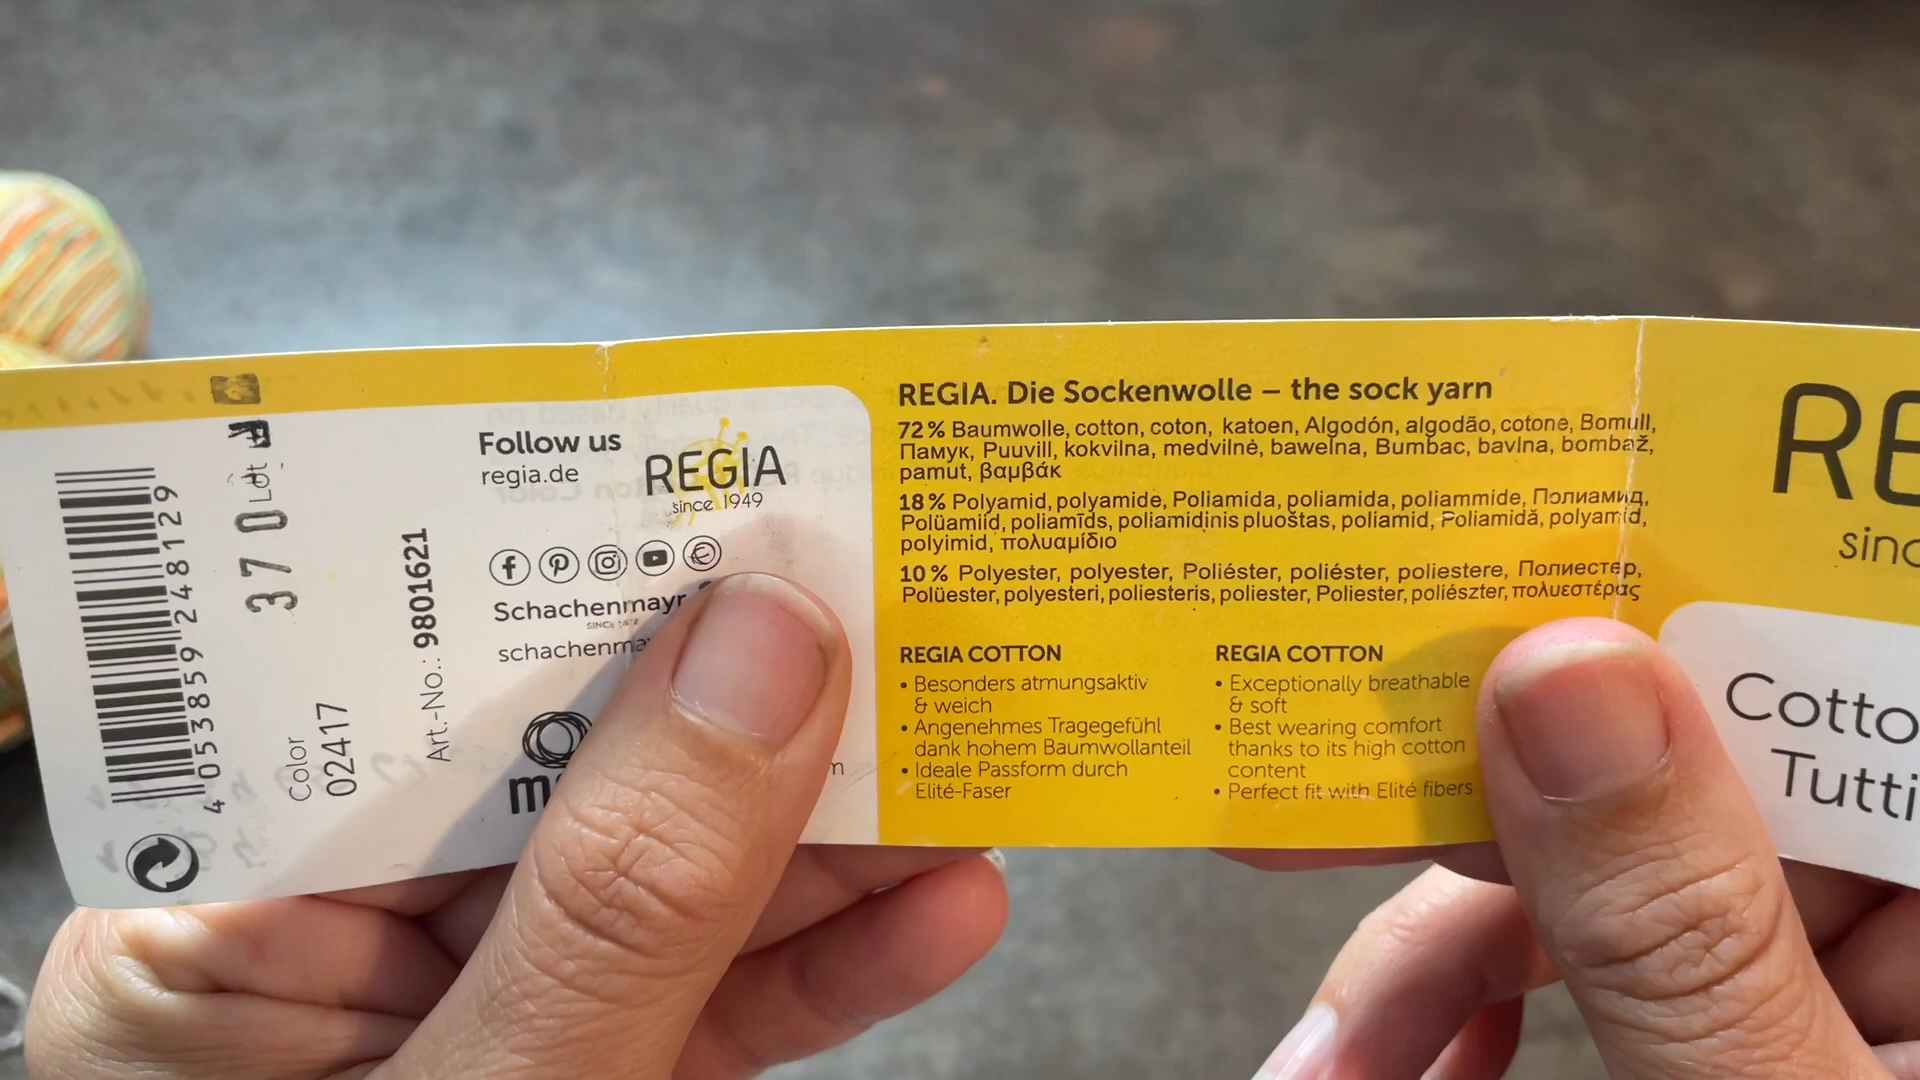 4 053859 248129
Lot
370
Color
02417
Art.-No.: 9801621
Follow us
regia.de
REGIA
since 1949
Schachenmayr
SINCE 1822
REGIA. Die Sockenwolle – the sock yarn
72% Baumwolle, cotton, coton, katoen, Algodón, algodão, cotone, Bomull,
Памук, Puuvill, kokvilna, medvilnė, bawełna, Bumbac, bavlna, bombaž,
pamut, βαμβάκ
18% Polyamid, polyamide, Poliamida, poliamida, poliammide, Полиамид,
Polüamiid, poliamīds, poliamidinis pluoštas, poliamid, Poliamidă, polyamid,
polyimid, πολυαμίδιο
10% Polyester, polyester, Poliéster, poliéster, poliestere, Полиестер,
Polüester, polyesteri, poliesteris, poliester, Poliester, poliészter, πολυεστέρας
REGIA COTTON
• Besonders atmungsaktiv
& weich
• Angenehmes Tragegefühl
dank hohem Baumwollanteil
• Ideale Passform durch
Elité-Faser
REGIA COTTON
• Exceptionally breathable
& soft
• Best wearing comfort
thanks to its high cotton
content
• Perfect fit with Elité fibers
RE
sinc
Cotto
Tutti